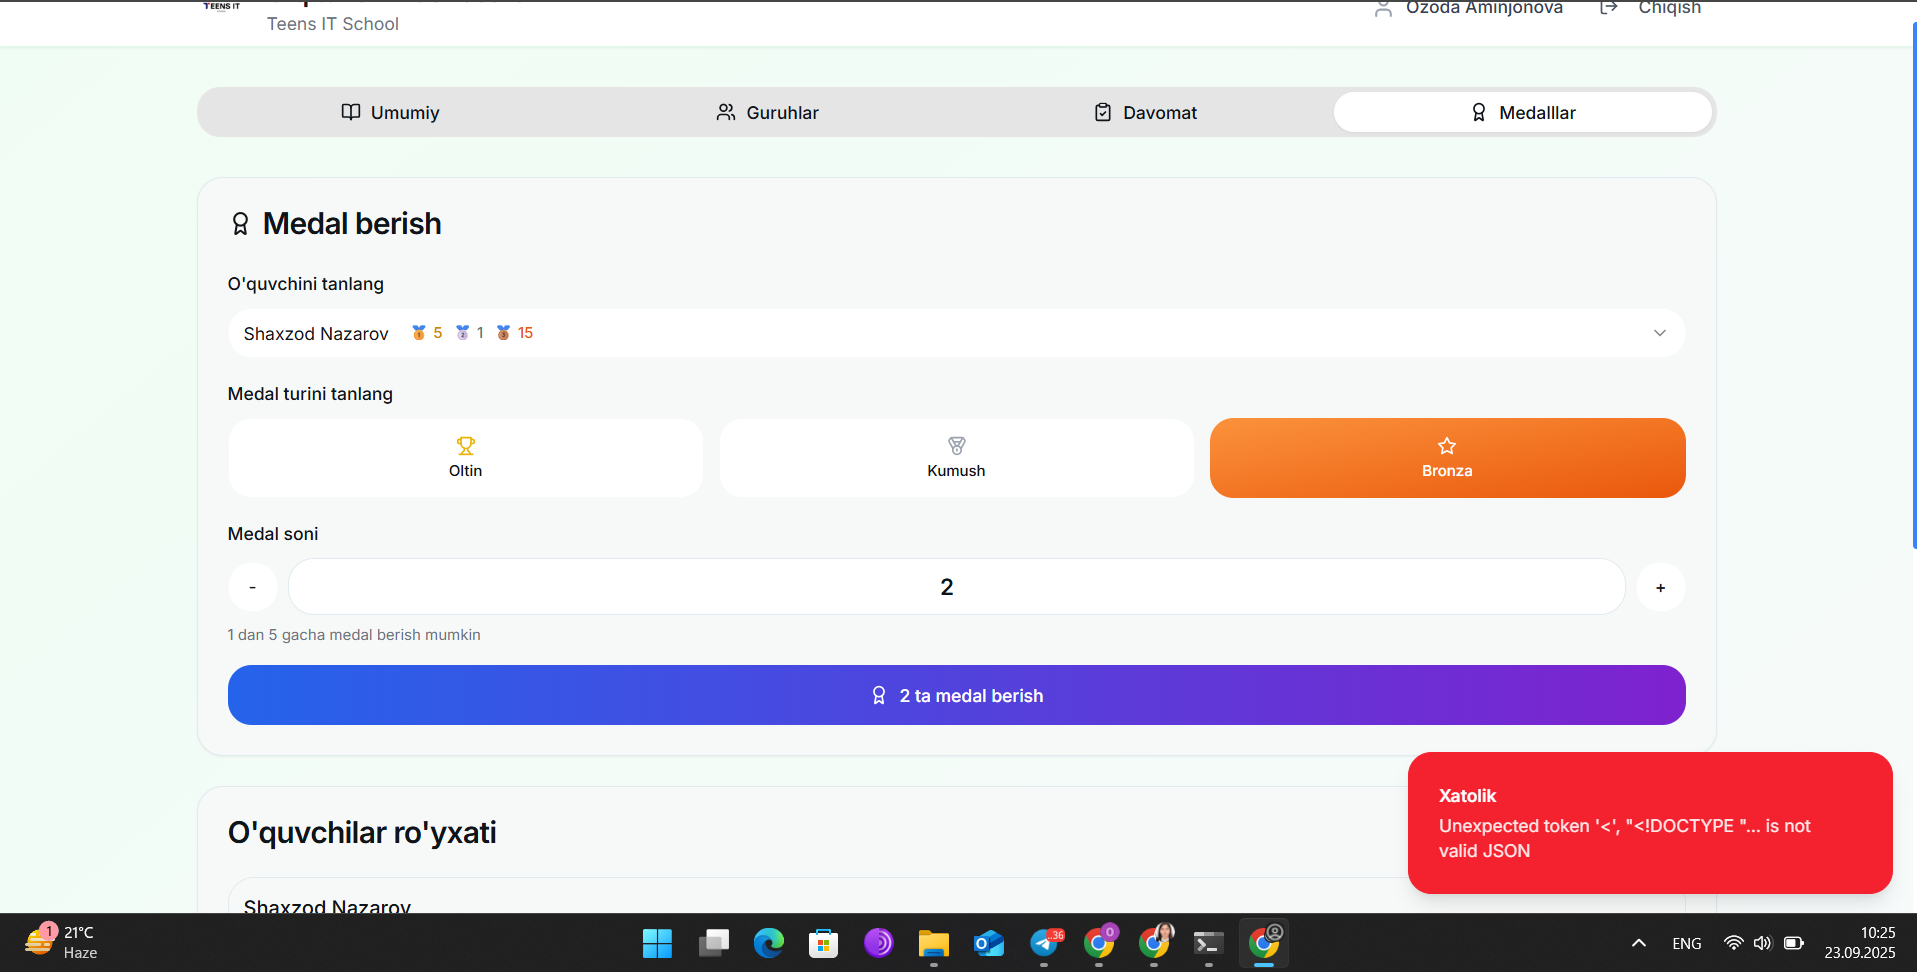 TEENS IT
Teens IT School
Ozoda Aminjonova
Chiqish
Umumiy
Guruhlar
Davomat
Medalllar
Medal berish
O'quvchini tanlang
Shaxzod Nazarov 5 1 15
Medal turini tanlang
Oltin
Kumush
Bronza
Medal soni
-
2
+
1 dan 5 gacha medal berish mumkin
2 ta medal berish
O'quvchilar ro'yxati
Shaxzod Nazarov
Xatolik
Unexpected token '<', "<!DOCTYPE "... is not
valid JSON
1
21°C
Haze
..36
0
ENG
10:25
23.09.2025